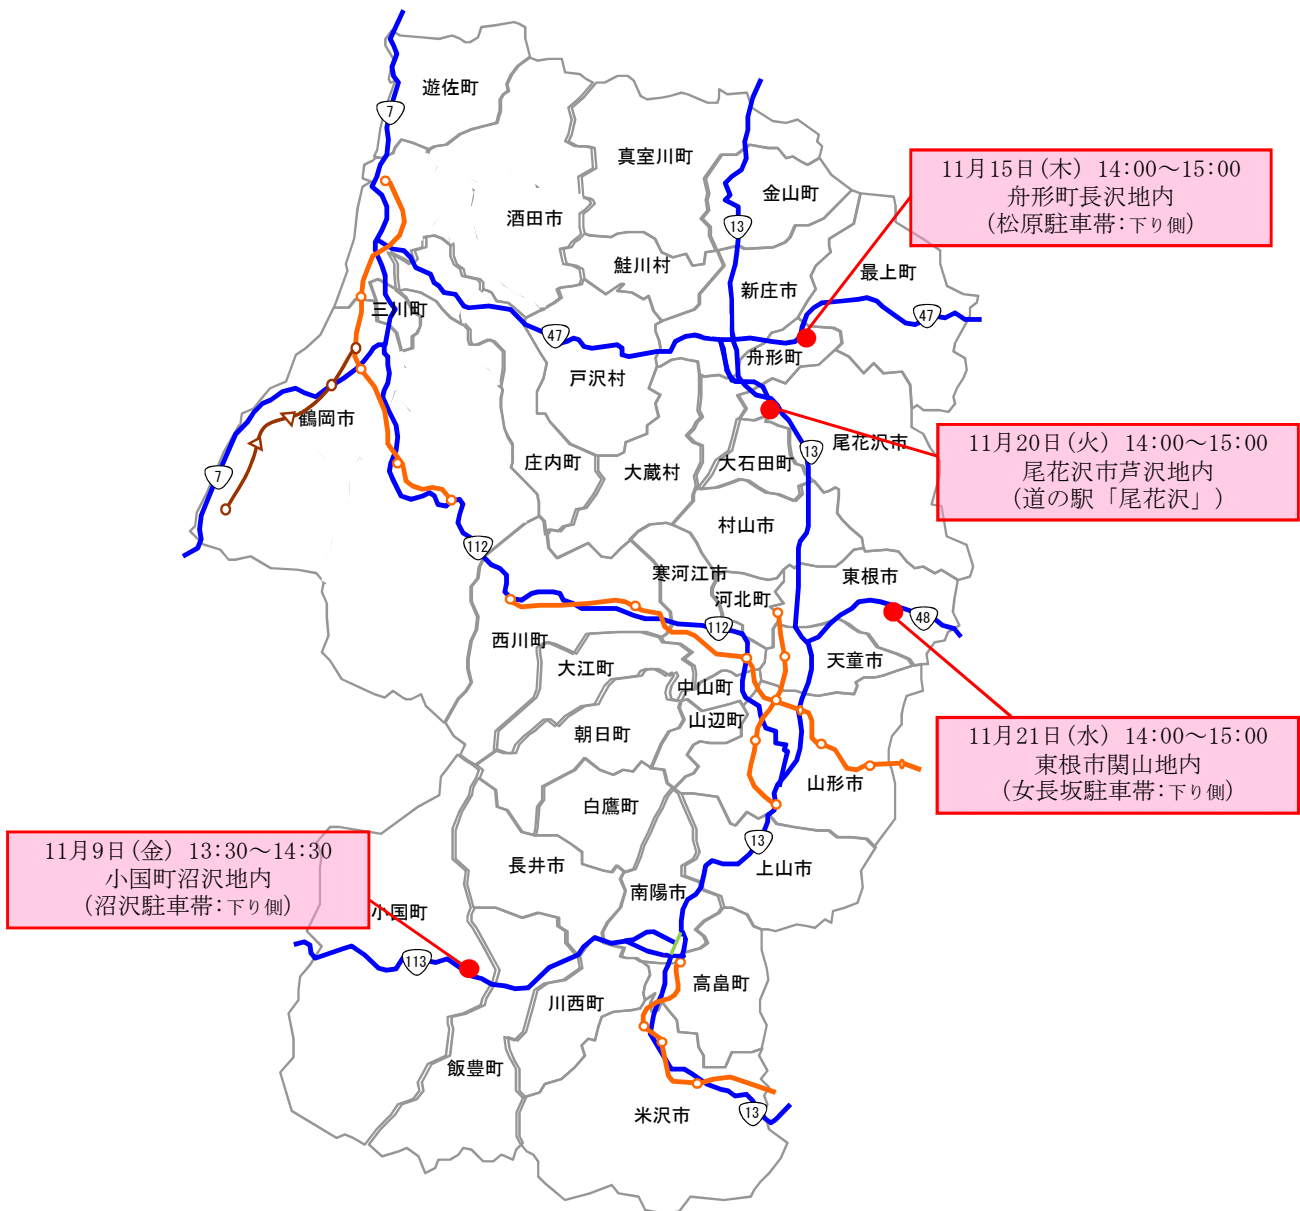 遊佐町
7
真室川町
11月15日(木) 14:00～15:00
舟形町長沢地内
(松原駐車帯:下り側)
金山町
酒田市
13
鮭川村
最上町
新庄市
三川町
47
47
舟形町
戸沢村
鶴岡市
11月20日(火) 14:00～15:00
尾花沢市芦沢地内
(道の駅「尾花沢」)
尾花沢市
13
庄内町
大蔵村
大石田町
7
村山市
112
寒河江市
東根市
河北町
48
112
西川町
大江町
天童市
中山町
山辺町
朝日町
11月21日(水) 14:00～15:00
東根市関山地内
(女長坂駐車帯:下り側)
山形市
白鷹町
11月9日(金) 13:30～14:30
小国町沼沢地内
(沼沢駐車帯:下り側)
13
長井市
上山市
南陽市
小国町
113
高畠町
川西町
飯豊町
米沢市
13